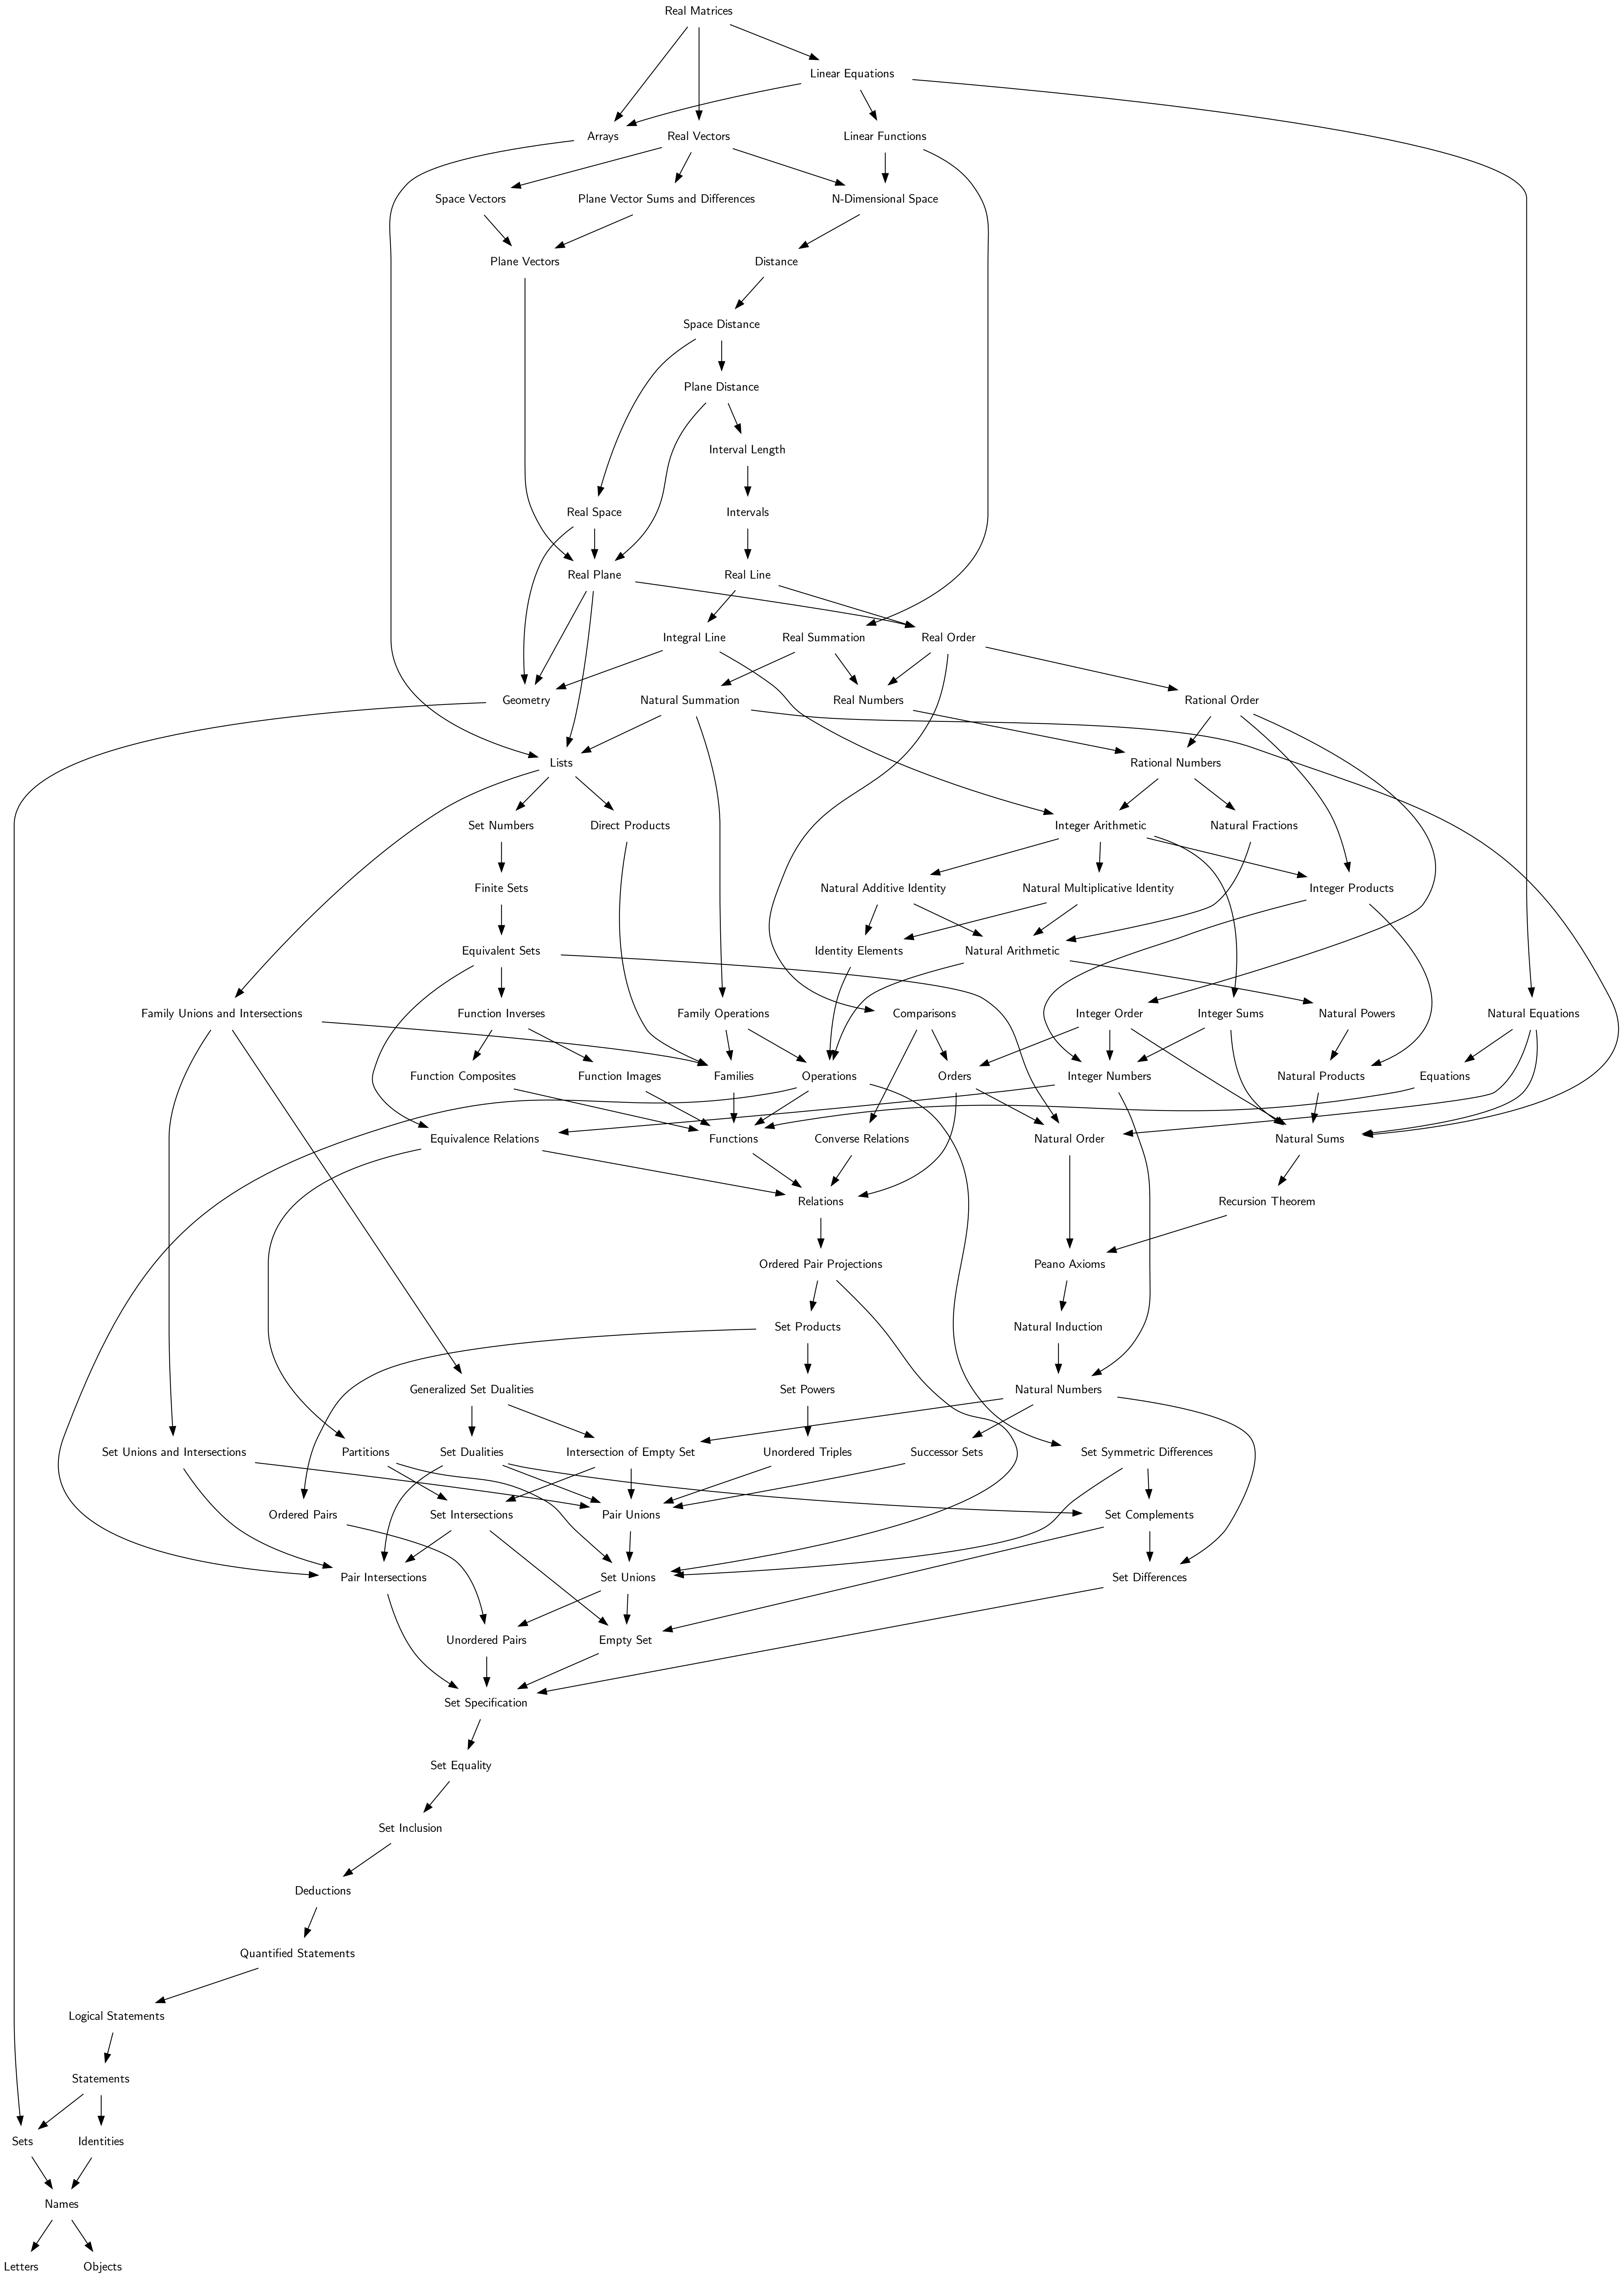 Real Matrices
Linear Equations
Arrays
Real Vectors
Linear Functions
Space Vectors
Plane Vector Sums and Differences
N-Dimensional Space
Plane Vectors
Distance
Space Distance
Plane Distance
Interval Length
Real Space
Intervals
Real Plane
Real Line
Integral Line
Real Summation
Real Order
Geometry
Natural Summation
Real Numbers
Rational Order
Lists
Rational Numbers
Set Numbers
Direct Products
Integer Arithmetic
Natural Fractions
Finite Sets
Natural Additive Identity
Natural Multiplicative Identity
Integer Products
Equivalent Sets
Identity Elements
Natural Arithmetic
Family Unions and Intersections
Function Inverses
Family Operations
Comparisons
Integer Order
Integer Sums
Natural Powers
Natural Equations
Function Composites
Function Images
Families
Operations
Orders
Integer Numbers
Natural Products
Equations
Equivalence Relations
Functions
Converse Relations
Natural Order
Natural Sums
Relations
Recursion Theorem
Ordered Pair Projections
Peano Axioms
Set Products
Natural Induction
Generalized Set Dualities
Set Powers
Natural Numbers
Set Unions and Intersections
Partitions
Set Dualities
Intersection of Empty Set
Unordered Triples
Successor Sets
Set Symmetric Differences
Ordered Pairs
Set Intersections
Pair Unions
Set Complements
Pair Intersections
Set Unions
Set Differences
Unordered Pairs
Empty Set
Set Specification
Set Equality
Set Inclusion
Deductions
Quantified Statements
Logical Statements
Statements
Sets
Identities
Names
Letters
Objects